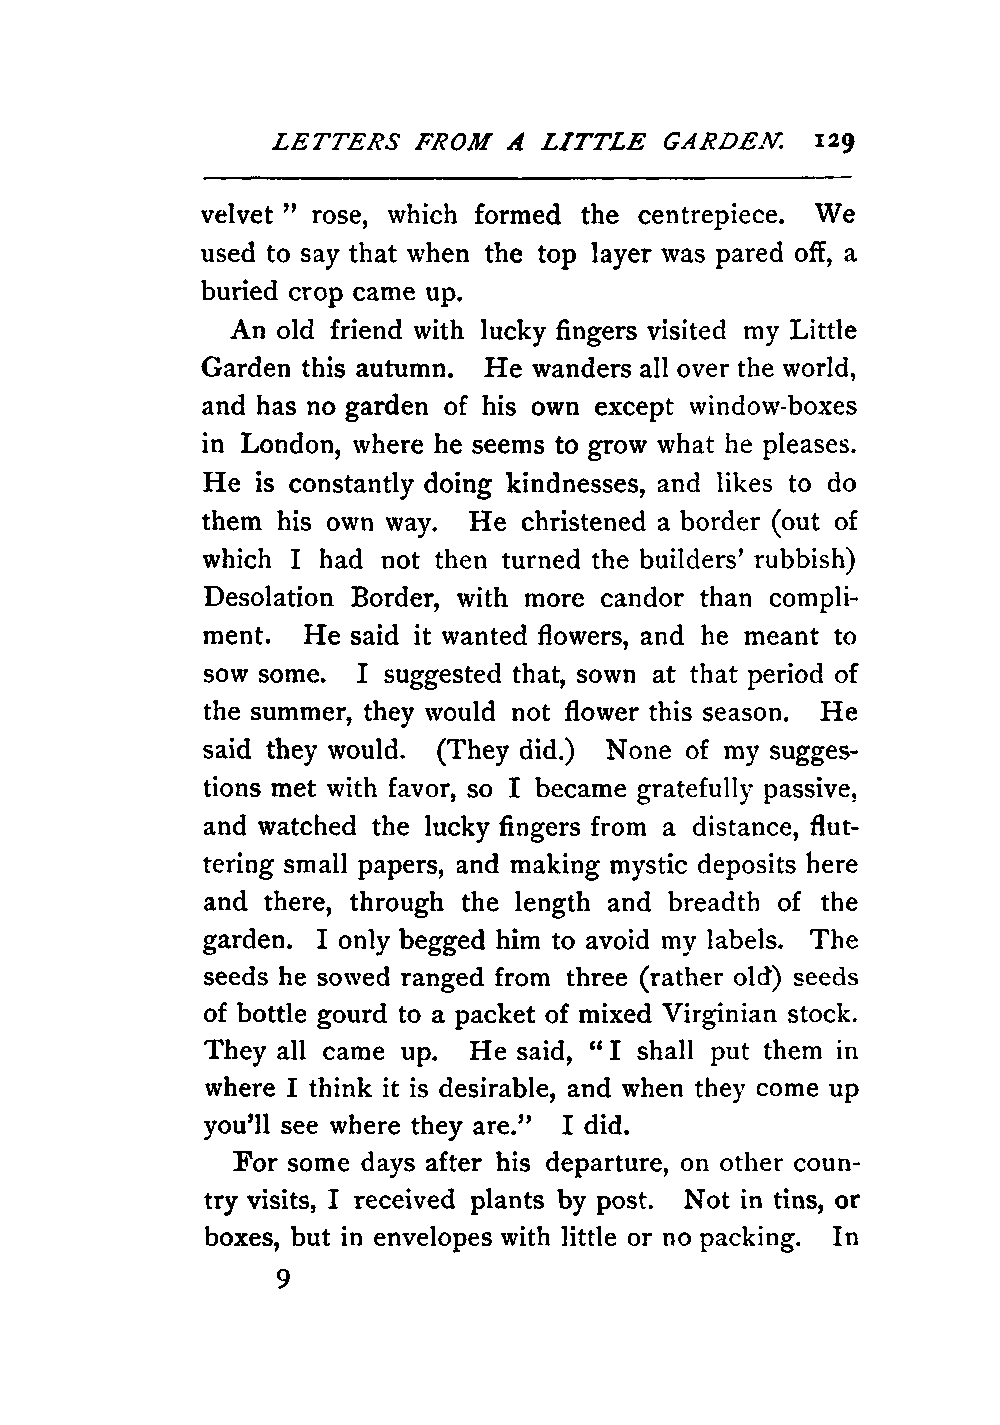 LETTERS FROM A LITTLE GARDEN. 129
velvet” rose, which formed the centrepiece. We
used to say that when the top layer was pared off, a
buried crop came up.
An old friend with lucky fingers visited my Little
Garden this autumn. He wanders all over the world,
and has no garden of his own except window-boxes
in London, where he seems to grow what he pleases.
He is constantly doing kindnesses, and likes to do
them his own way. He christened a border (out of
which I had not then turned the builders’ rubbish)
Desolation Border, with more candor than compli-
ment. He said it wanted flowers, and he meant to
sow some. I suggested that, sown at that period of
the summer, they would not flower this season. He
said they would. (They did.) None of my sugges-
tions met with favor, so I became gratefully passive,
and watched the lucky fingers from a distance, flut-
tering small papers, and making mystic deposits here
and there, through the length and breadth of the
garden. I only begged him to avoid my labels. The
seeds he sowed ranged from three (rather old) seeds
of bottle gourd to a packet of mixed Virginian stock.
They all came up. He said, “I shall put them in
where I think it is desirable, and when they come up
you’ll see where they are.” I did.
For some days after his departure, on other coun-
try visits, I received plants by post. Not in tins, or
boxes, but in envelopes with little or no packing. In
9